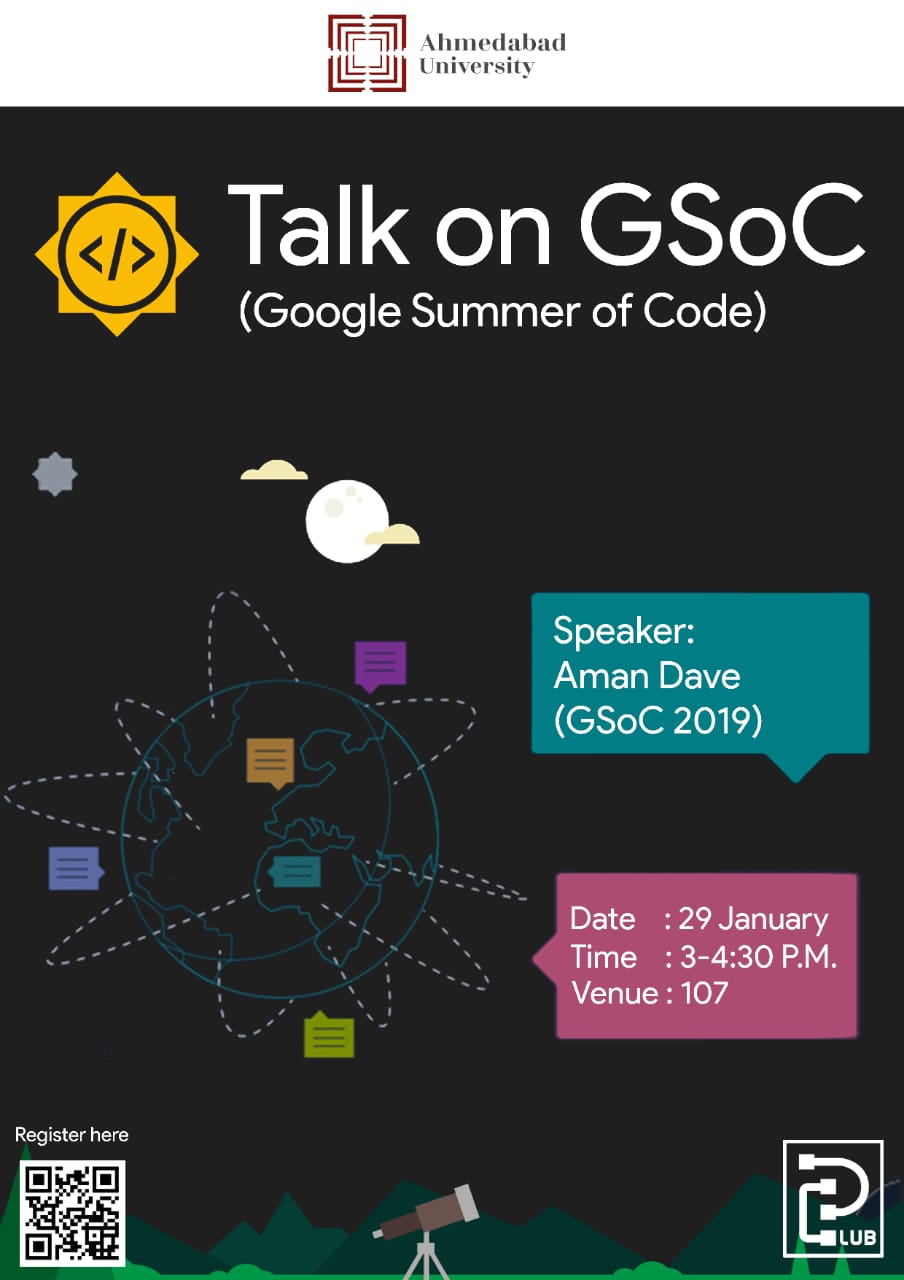 Ahmedabad
University
</>
Talk on GSoC
(Google Summer of Code)
Speaker:
Aman Dave
(GSoC 2019)
Date : 29 January
Time : 3-4:30 P.M.
Venue : 107
Register here
PC LUB